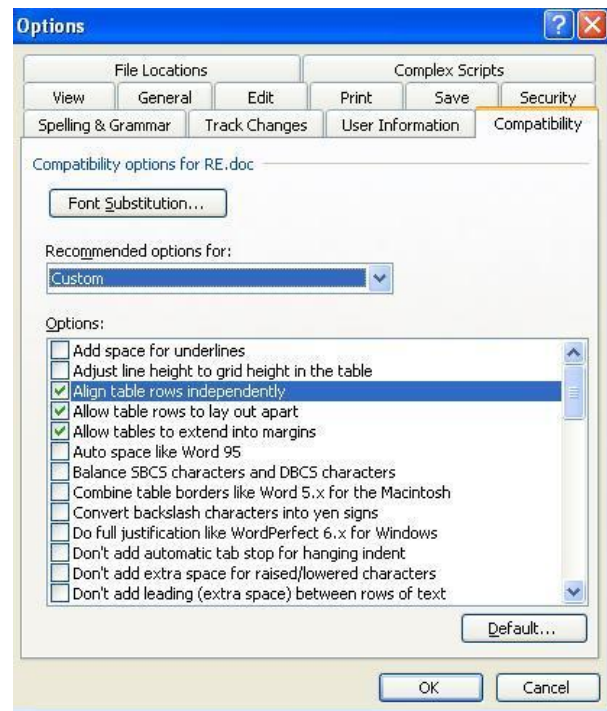 Options
File Locations Complex Scripts
View General Edit Print Save Security
Spelling & Grammar Track Changes User Information Compatibility
Compatibility options for RE.doc
Font Substitution...
Recommended options for:
Custom
Options:
Add space for underlines
Adjust line height to grid height in the table
Align table rows independently
Allow table rows to lay out apart
Allow tables to extend into margins
Auto space like Word 95
Balance SBCS characters and DBCS characters
Combine table borders like Word 5.x for the Macintosh
Convert backslash characters into yen signs
Do full justification like WordPerfect 6.x for Windows
Don't add automatic tab stop for hanging indent
Don't add extra space for raised/lowered characters
Don't add leading (extra space) between rows of text
Default...
OK Cancel